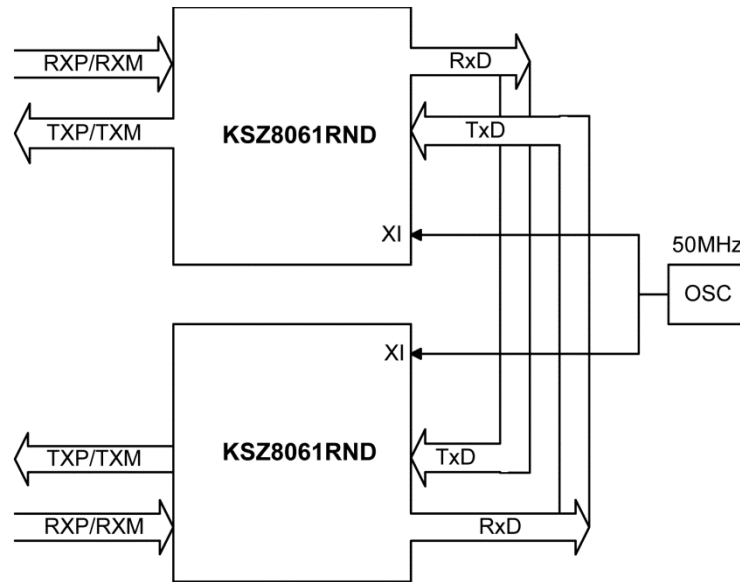 RXP/RXM
RxD
TXP/TXM
KSZ8061RND
TxD
XI
50MHz
OSC
XI
TXP/TXM
KSZ8061RND
TxD
RXP/RXM
RxD